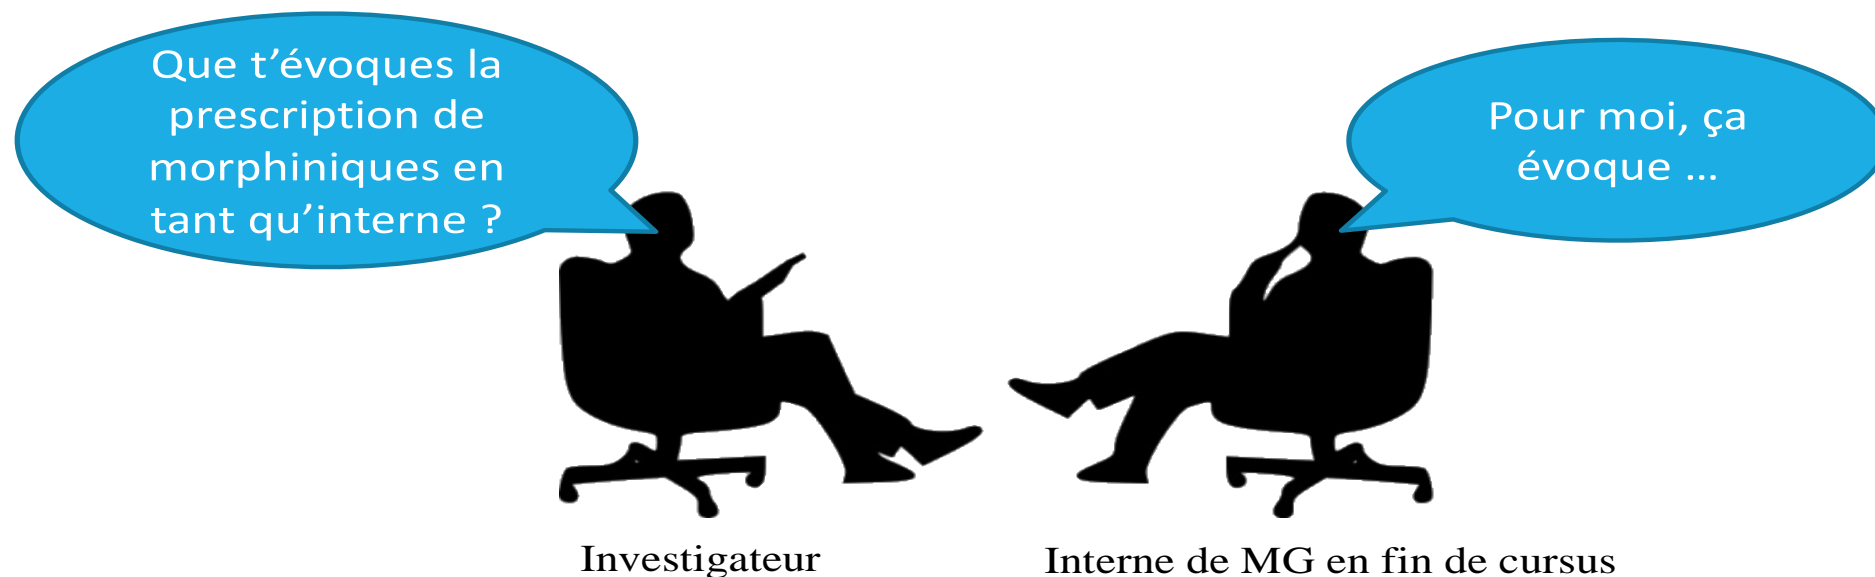 Que t’évoques la
prescription de
morphiniques en
tant qu’interne ?
Pour moi, ça
évoque ...
Investigateur
Interne de MG en fin de cursus